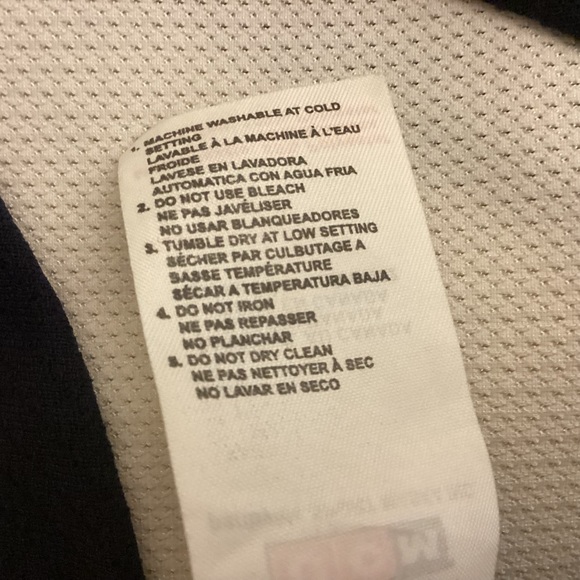 1. MACHINE WASHABLE AT COLD
SETTING
LAVABLE À LA MACHINE À L'EAU
FROIDE
LAVESE EN LAVADORA
AUTOMATICA CON AGUA FRIA
2. DO NOT USE BLEACH
NE PAS JAVÉLISER
NO USAR BLANQUEADORES
3. TUMBLE DRY AT LOW SETTING
SÉCHER PAR CULBUTAGE A
BASSE TEMPÉRATURE
SÉCAR A TEMPERATURA BAJA
4. DO NOT IRON
NE PAS REPASSER
NO PLANCHAR
5. DO NOT DRY CLEAN
NE PAS NETTOYER À SEC
NO LAVAR EN SECO